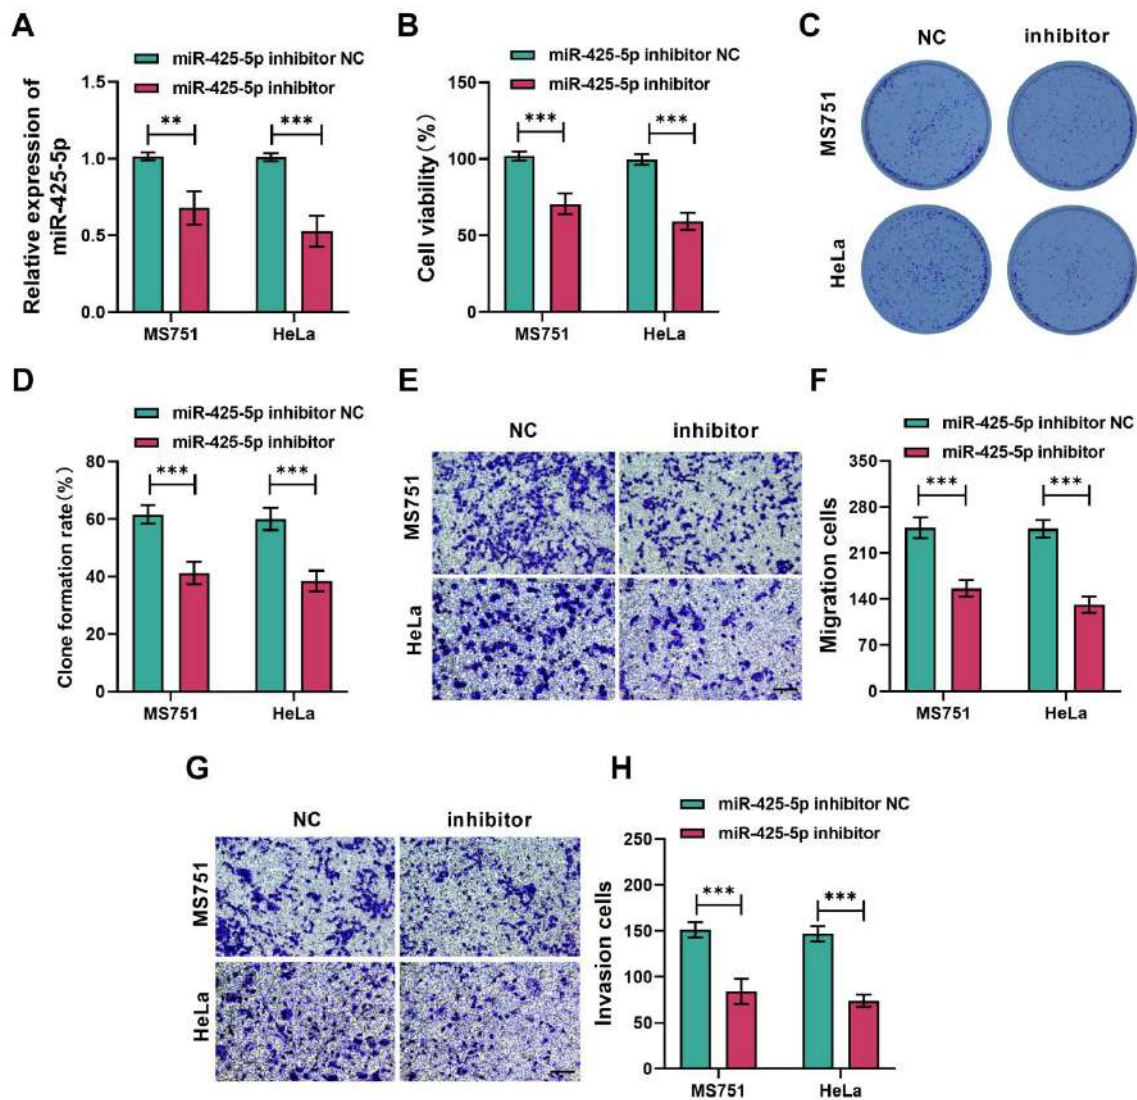 A
miR-425-5p inhibitor NC
miR-425-5p inhibitor
Relative expression of
miR-425-5p
1.5
1.0
0.5
0.0
**
***
MS751
HeLa
B
miR-425-5p inhibitor NC
miR-425-5p inhibitor
Cell viability(%)
150
100
50
0
***
***
MS751
HeLa
C
NC
inhibitor
MS751
HeLa
D
miR-425-5p inhibitor NC
miR-425-5p inhibitor
Clone formation rate(%)
80
60
40
20
0
***
***
MS751
HeLa
E
NC
inhibitor
MS751
HeLa
F
miR-425-5p inhibitor NC
miR-425-5p inhibitor
Migration cells
350
280
210
140
70
0
***
***
MS751
HeLa
G
NC
inhibitor
MS751
HeLa
H
miR-425-5p inhibitor NC
miR-425-5p inhibitor
Invasion cells
250
200
150
100
50
0
***
***
MS751
HeLa